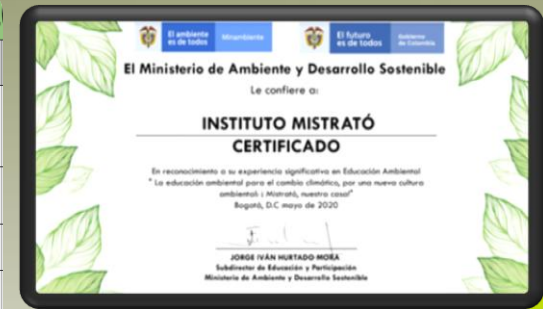 El ambiente es de todos Minambiente
El futuro es de todos Gobierno de Colombia
El Ministerio de Ambiente y Desarrollo Sostenible
Le confiere a:
INSTITUTO MISTRATÓ
CERTIFICADO
En reconocimiento a su experiencia significativa en Educación Ambiental
" La educación ambiental para el cambio climático, por una nueva cultura
ambiental: ¡ Mistrató, nuestra casa!"
Bogotá, D.C mayo de 2020
JORGE IVÁN HURTADO MORA
Subdirector de Educación y Participación
Ministerio de Ambiente y Desarrollo Sostenible